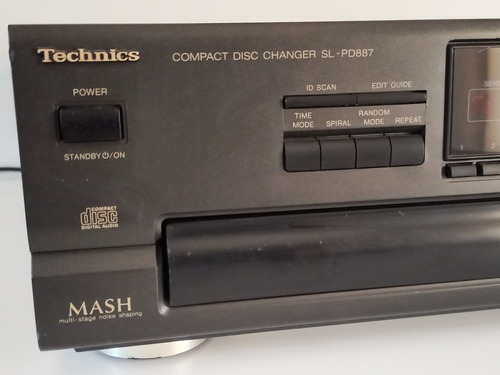 Technics
COMPACT DISC CHANGER SL-PD887
POWER
STANDBY ⏻/ON
ID SCAN
EDIT GUIDE
TIME MODE
SPIRAL
RANDOM MODE
REPEAT
COMPACT
disc
DIGITAL AUDIO
MASH
multi-stage noise shaping